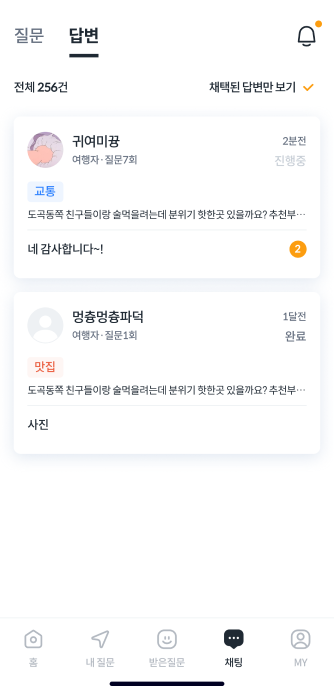 질문 답변
전체 256건 채택된 답변만 보기
귀여미뀽 2분전
여행자·질문7회 진행중
교통
도곡동쪽 친구들이랑 술먹을려는데 분위기 핫한곳 있을까요? 추천부···
네 감사합니다~! 2
멍츙멍츙파덕 1달전
여행자·질문1회 완료
맛집
도곡동쪽 친구들이랑 술먹을려는데 분위기 핫한곳 있을까요? 추천부···
사진
홈 내 질문 받은질문 채팅 MY